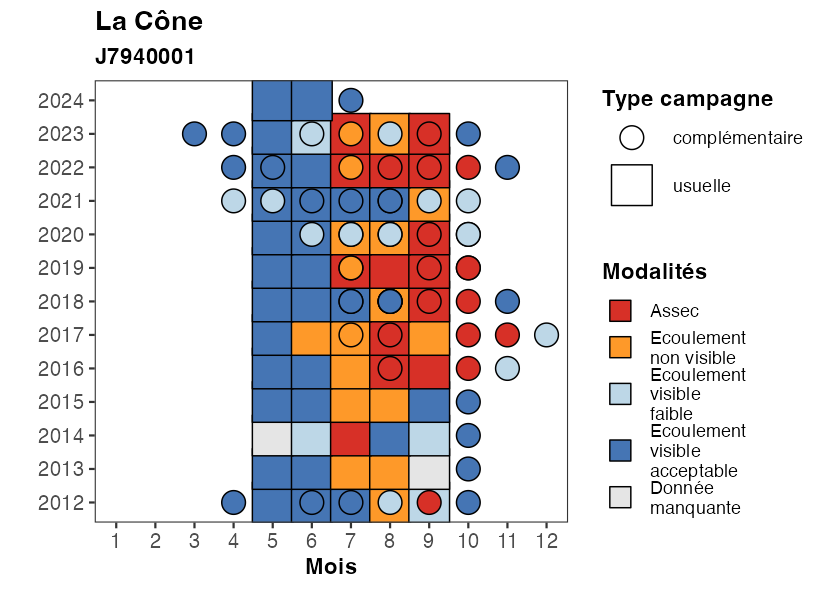 La Cône
J7940001
2024
2023
2022
2021
2020
2019
2018
2017
2016
2015
2014
2013
2012
1 2 3 4 5 6 7 8 9 10 11 12
Mois
Type campagne
complémentaire
usuelle
Modalités
Assec
Ecoulement
non visible
Ecoulement
visible
faible
Ecoulement
visible
acceptable
Donnée
manquante